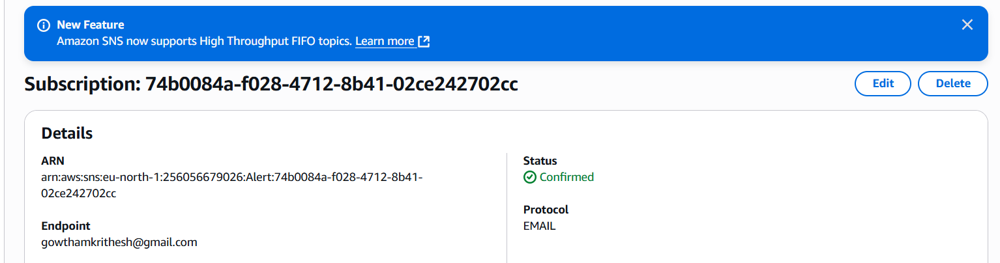 New Feature
Amazon SNS now supports High Throughput FIFO topics. Learn more
Subscription: 74b0084a-f028-4712-8b41-02ce242702cc
Edit
Delete
Details
ARN
arn:aws:sns:eu-north-1:256056679026:Alert:74b0084a-f028-4712-8b41-
02ce242702cc
Endpoint
gowthamkrithesh@gmail.com
Status
Confirmed
Protocol
EMAIL